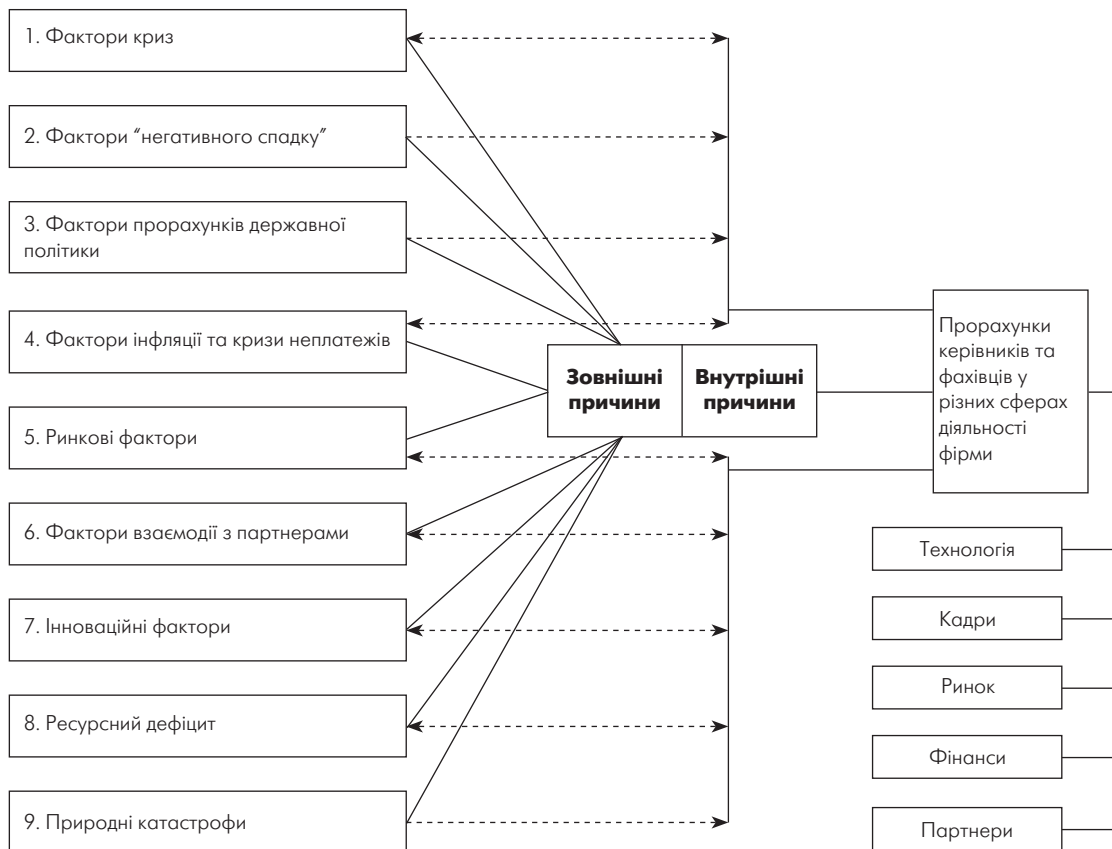 1. Фактори криз
2. Фактори “негативного спадку”
3. Фактори прорахунків державної
політики
4. Фактори інфляції та кризи неплатежів
5. Ринкові фактори
6. Фактори взаємодії з партнерами
7. Інноваційні фактори
8. Ресурсний дефіцит
9. Природні катастрофи
Зовнішні
причини
Внутрішні
причини
Прорахунки
керівників та
фахівців у
різних сферах
діяльності
фірми
Технологія
Кадри
Ринок
Фінанси
Партнери